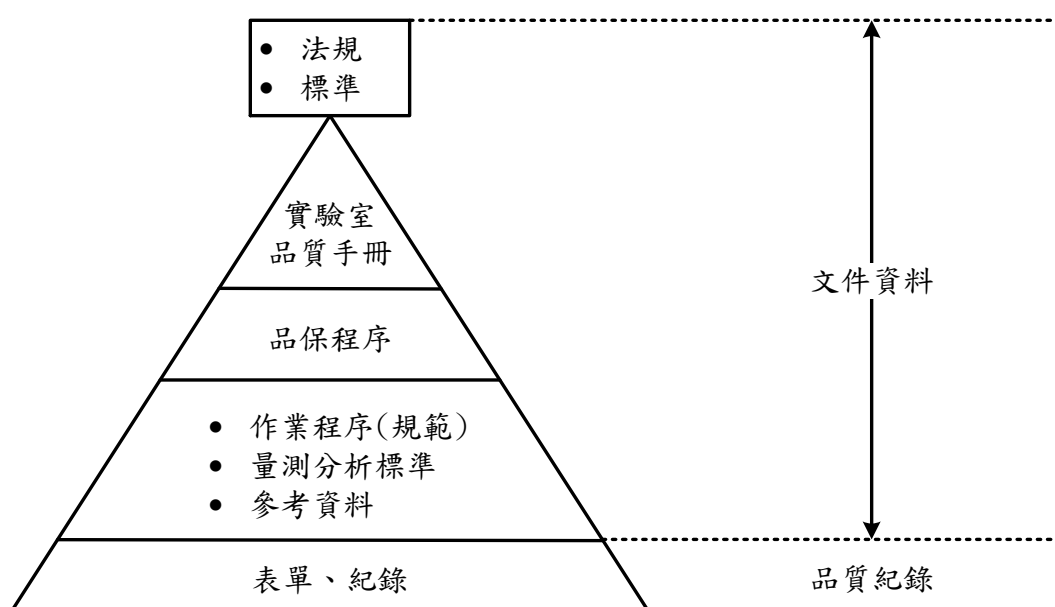 ● 法規
● 標準
實驗室
品質手冊
文件資料
品保程序
● 作業程序(規範)
● 量測分析標準
● 參考資料
表單、紀錄
品質紀錄